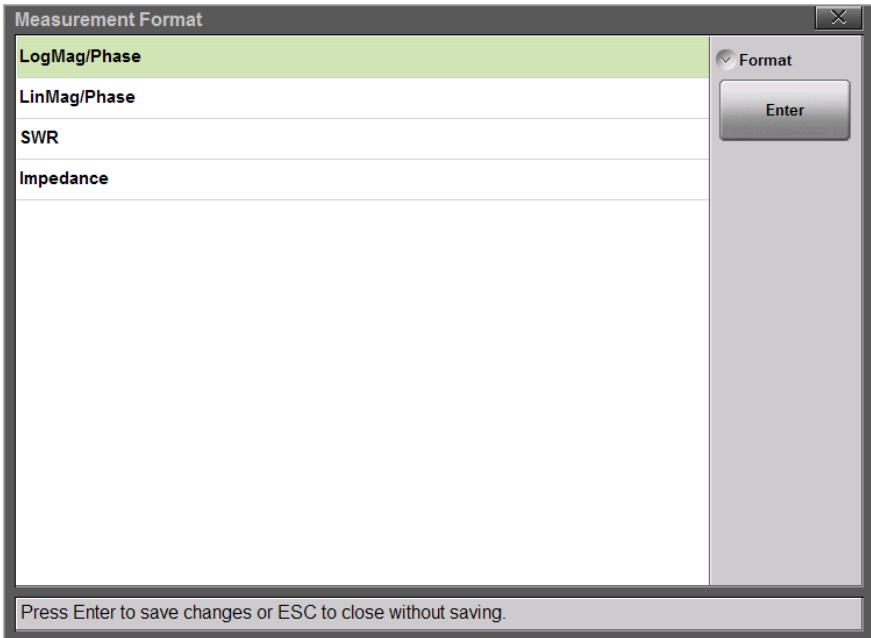 Measurement Format
LogMag/Phase
LinMag/Phase
SWR
Impedance
Format
Enter
Press Enter to save changes or ESC to close without saving.